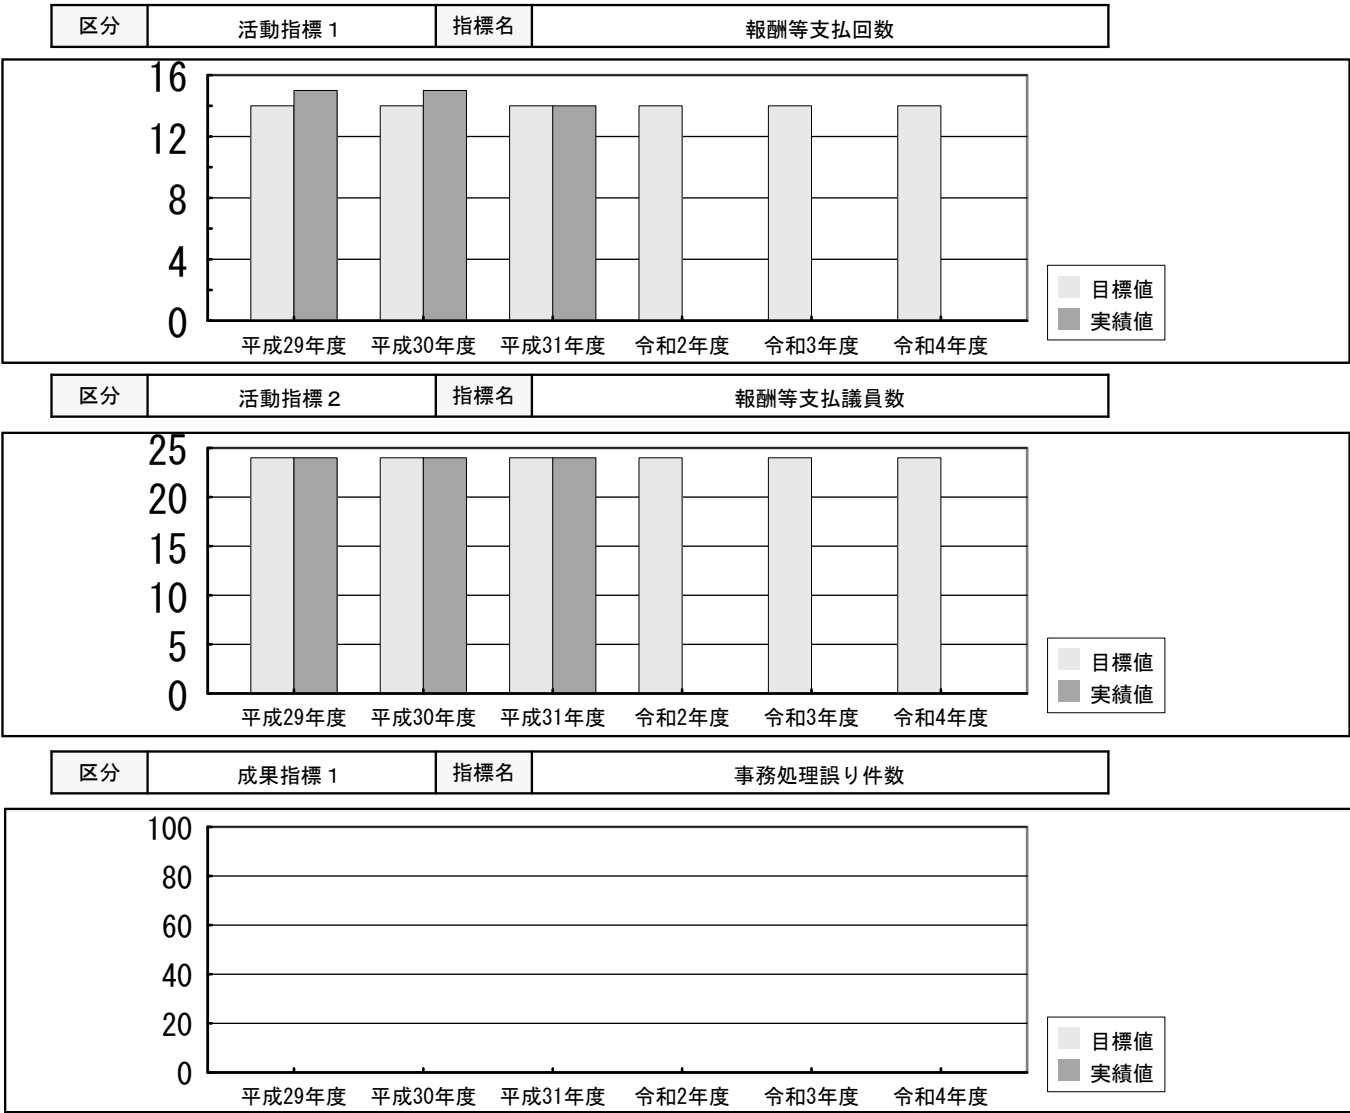 区分 活動指標１ 指標名 報酬等支払回数
16
12
8
4
0
平成29年度 平成30年度 平成31年度 令和2年度 令和3年度 令和4年度
目標値
実績値
区分 活動指標２ 指標名 報酬等支払議員数
25
20
15
10
5
0
平成29年度 平成30年度 平成31年度 令和2年度 令和3年度 令和4年度
目標値
実績値
区分 成果指標１ 指標名 事務処理誤り件数
100
80
60
40
20
0
平成29年度 平成30年度 平成31年度 令和2年度 令和3年度 令和4年度
目標値
実績値